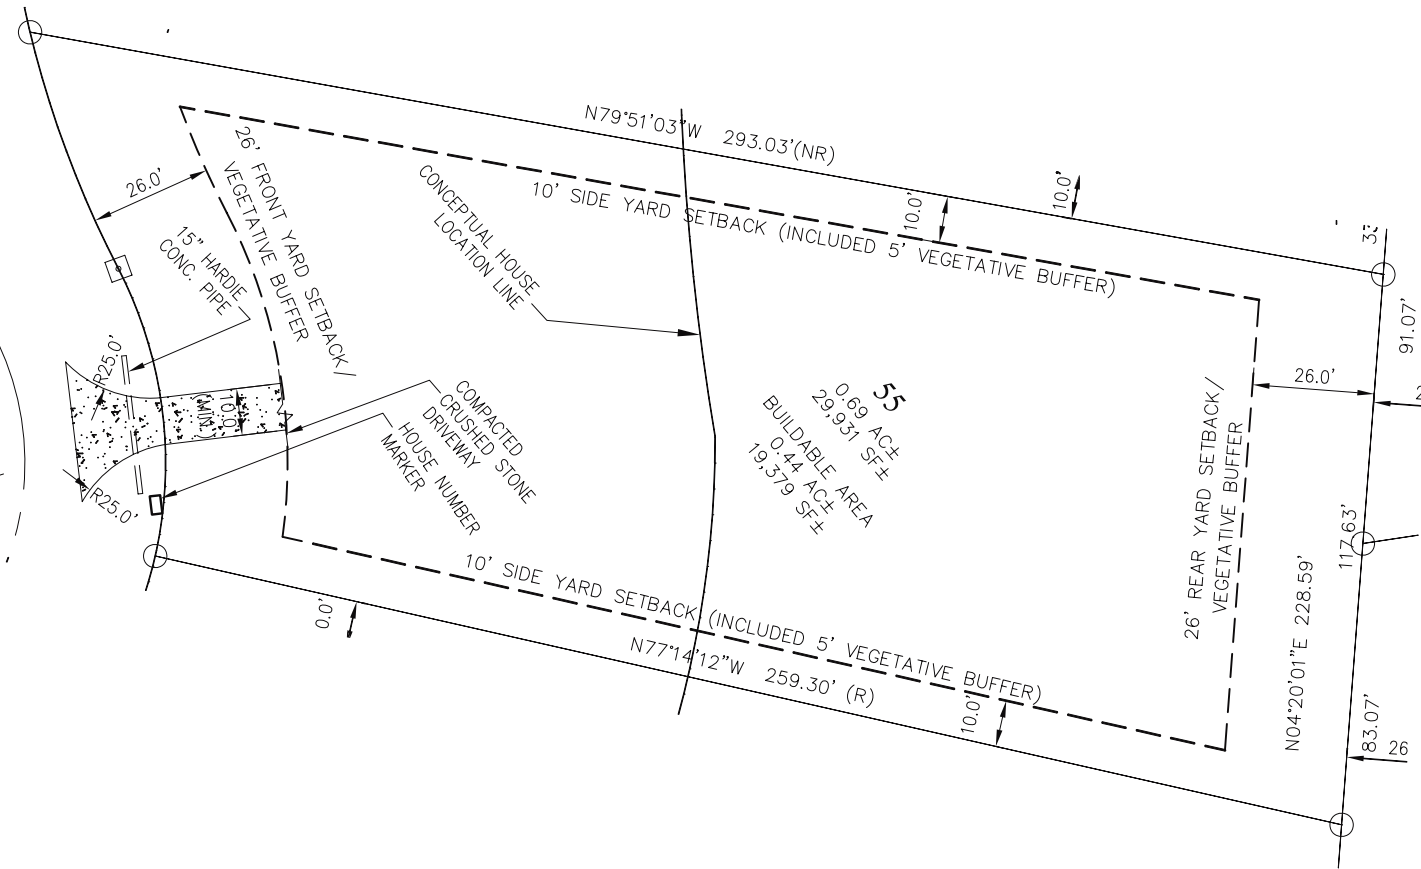 N79°51'03"W 293.03'(NR)
10' SIDE YARD SETBACK (INCLUDED 5' VEGETATIVE BUFFER)
10.0'
10.0'
26' FRONT YARD SETBACK/
VEGETATIVE BUFFER
26.0'
15" HARDIE
CONC. PIPE
CONCEPTUAL HOUSE
LOCATION LINE
R25.0'
10.0'
(MIN.)
R25.0'
COMPACTED
CRUSHED STONE
DRIVEWAY
HOUSE NUMBER
MARKER
55
0.69 AC±
29,931 SF±
BUILDABLE AREA
0.44 AC±
19,379 SF±
26' REAR YARD SETBACK/
VEGETATIVE BUFFER
26.0'
91.07'
117.63'
N04°20'01"E 228.59'
83.07'
26
10' SIDE YARD SETBACK (INCLUDED 5' VEGETATIVE BUFFER)
0.0'
N77°14'12"W 259.30' (R)
10.0'